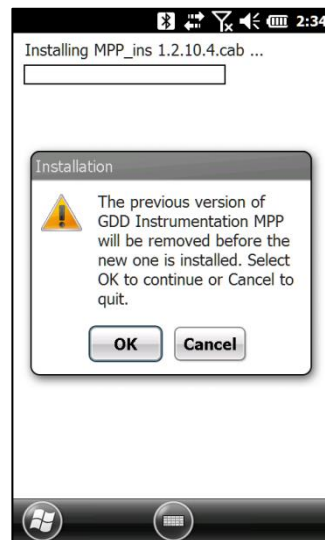 2:34
Installing MPP_ins 1.2.10.4.cab ...
Installation
The previous version of
GDD Instrumentation MPP
will be removed before the
new one is installed. Select
OK to continue or Cancel to
quit.
OK
Cancel